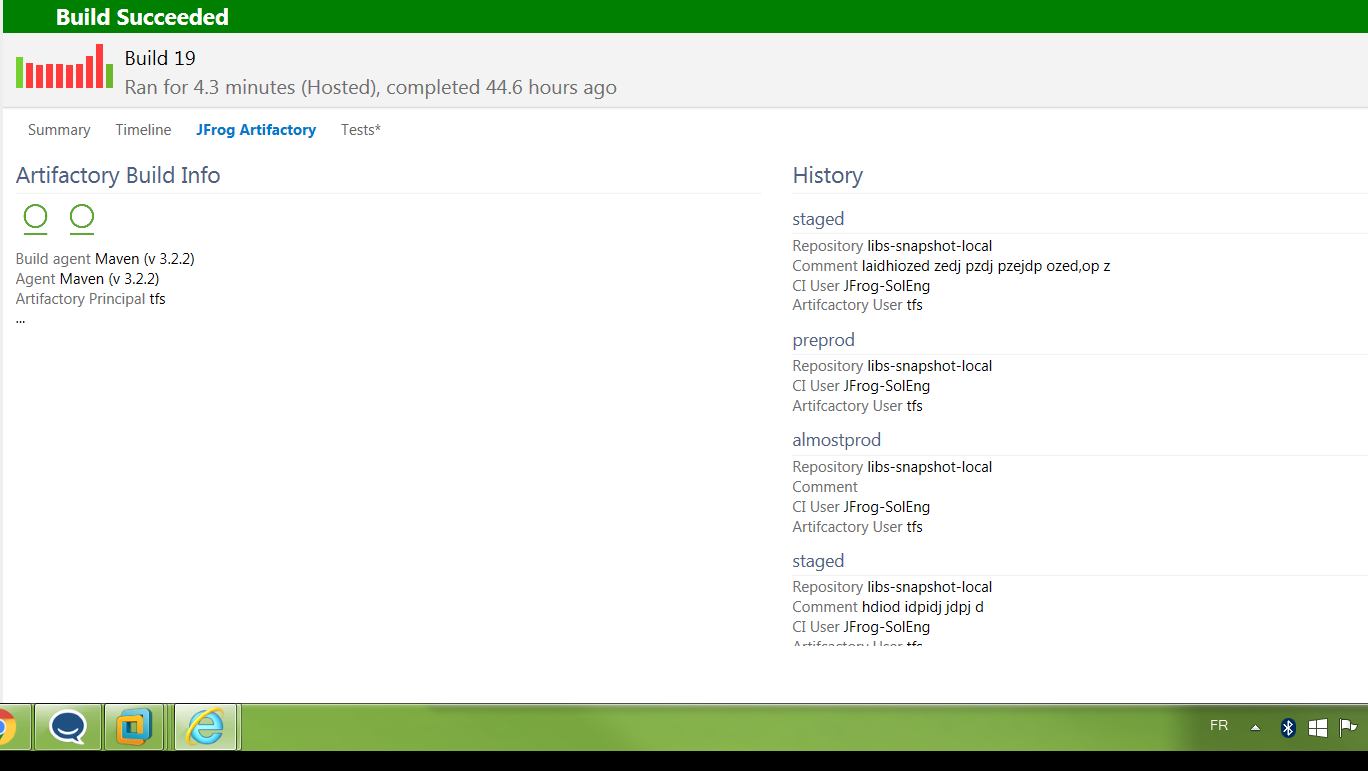 Build Succeeded
Build 19
Ran for 4.3 minutes (Hosted), completed 44.6 hours ago
Summary Timeline JFrog Artifactory Tests*
Artifactory Build Info
Build agent Maven (v 3.2.2)
Agent Maven (v 3.2.2)
Artifactory Principal tfs
...
History
staged
Repository libs-snapshot-local
Comment laidhiozed zedj pzdj pzejdp ozed,op z
CI User JFrog-SolEng
Artifcactory User tfs
preprod
Repository libs-snapshot-local
CI User JFrog-SolEng
Artifcactory User tfs
almostprod
Repository libs-snapshot-local
Comment
CI User JFrog-SolEng
Artifcactory User tfs
staged
Repository libs-snapshot-local
Comment hdiod idpidj jdpj d
CI User JFrog-SolEng
Artifcactory User tfs
FR